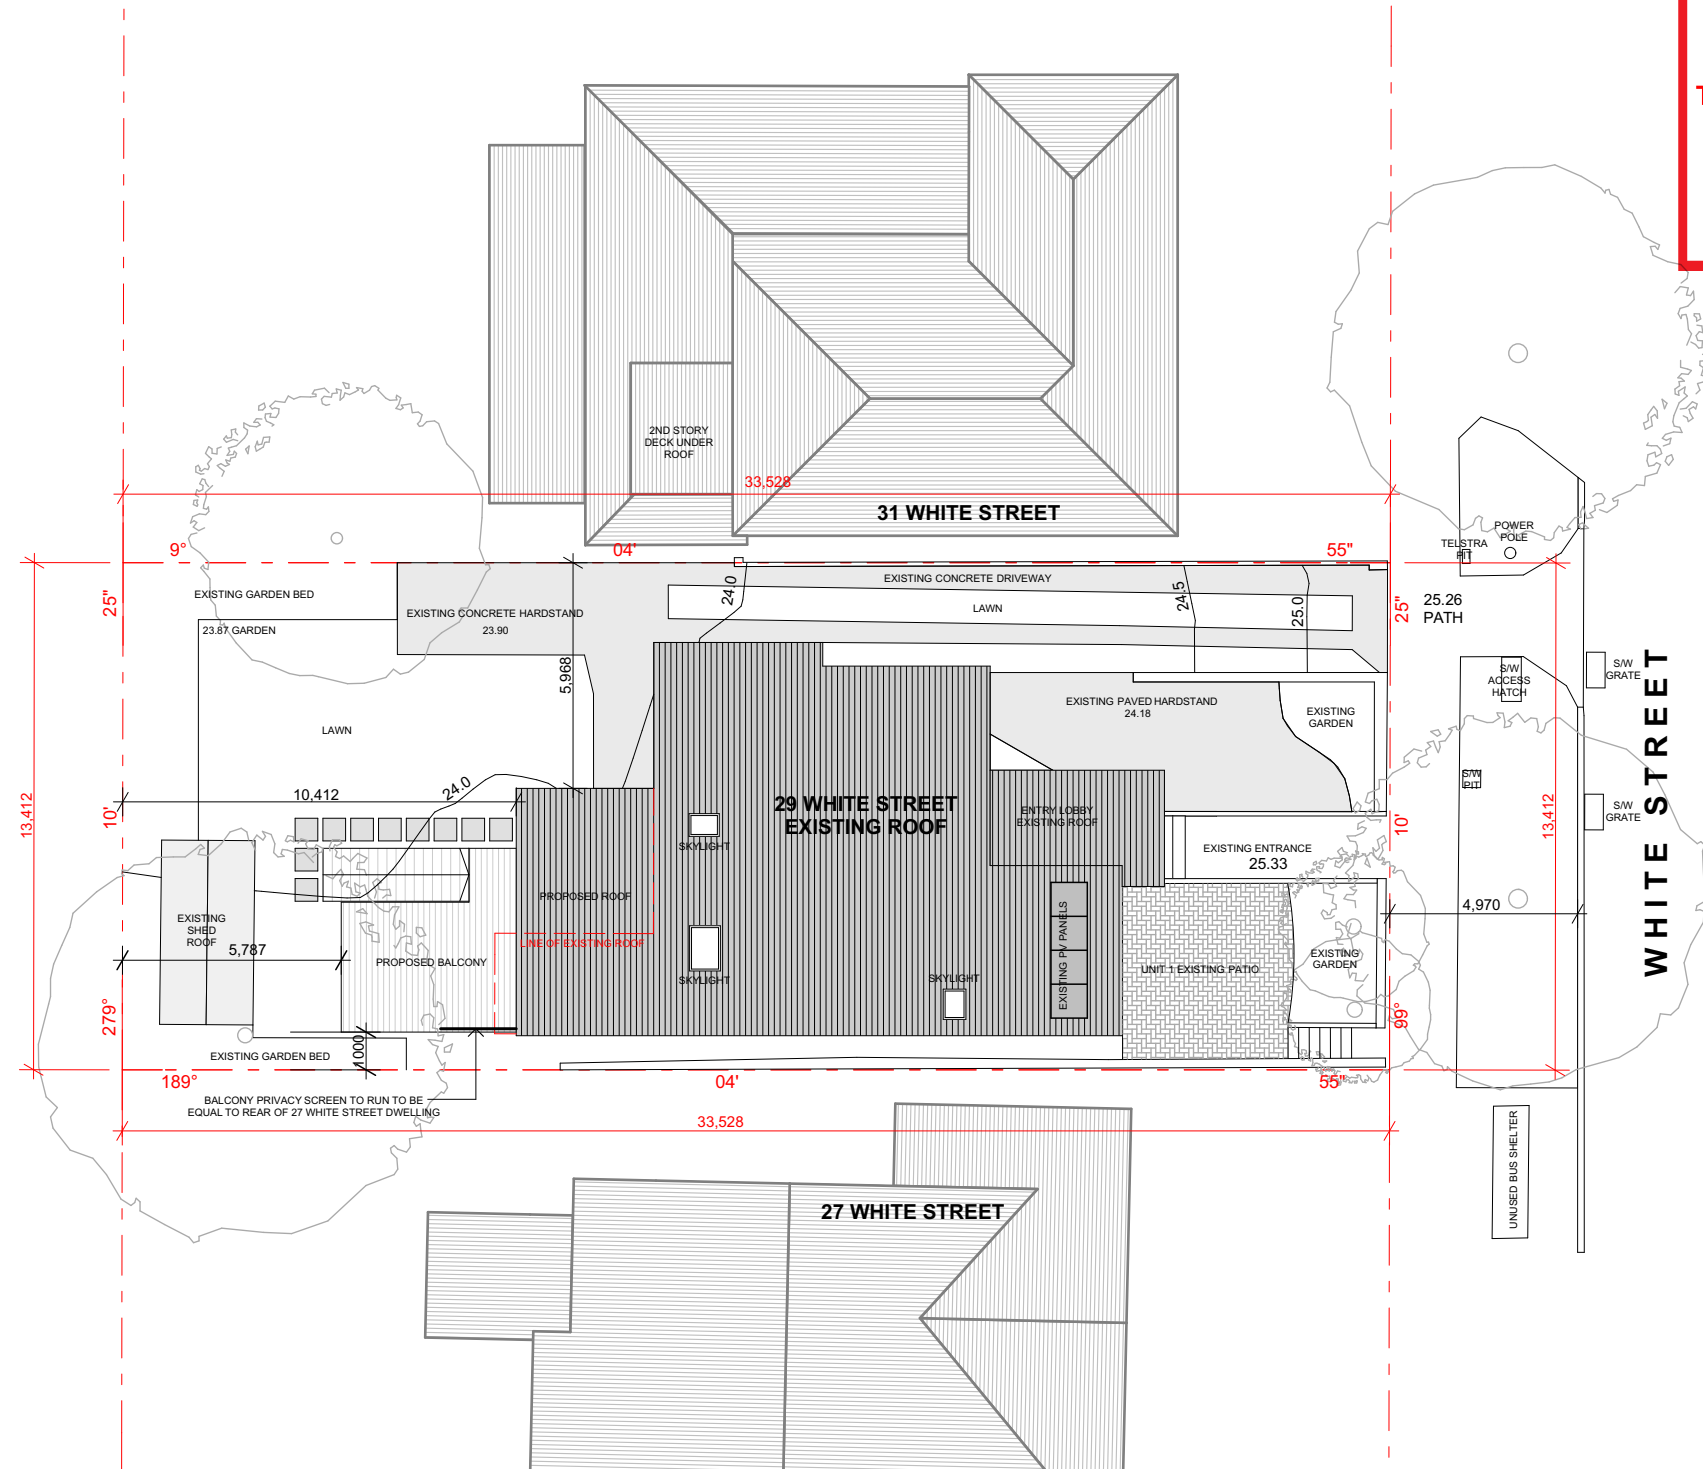 2ND STORY
DECK UNDER
ROOF
33,528
31 WHITE STREET
POWER
POLE
TELSTRA
PIT
9°
04'
55"
EXISTING CONCRETE DRIVEWAY
24.0
24.5
25.0
LAWN
EXISTING GARDEN BED
25"
EXISTING CONCRETE HARDSTAND
23.90
23.87 GARDEN
25"
25.26
PATH
5,968
S/W
ACCESS
HATCH
S/W
GRATE
EXISTING PAVED HARDSTAND
24.18
EXISTING
GARDEN
LAWN
S/W
PIT
WHITE STREET
10,412
24.0
13,412
10'
29 WHITE STREET
EXISTING ROOF
ENTRY LOBBY
EXISTING ROOF
SKYLIGHT
S/W
GRATE
13,412
10'
EXISTING ENTRANCE
25.33
PROPOSED ROOF
EXISTING
SHED
ROOF
5,787
PROPOSED BALCONY
LINE OF EXISTING ROOF
SKYLIGHT
SKYLIGHT
EXISTING PV PANELS
UNIT 1 EXISTING PATIO
EXISTING
GARDEN
4,970
279°
99°
1000
EXISTING GARDEN BED
189°
04'
55"
BALCONY PRIVACY SCREEN TO RUN TO BE
EQUAL TO REAR OF 27 WHITE STREET DWELLING
33,528
UNUSED BUS SHELTER
27 WHITE STREET